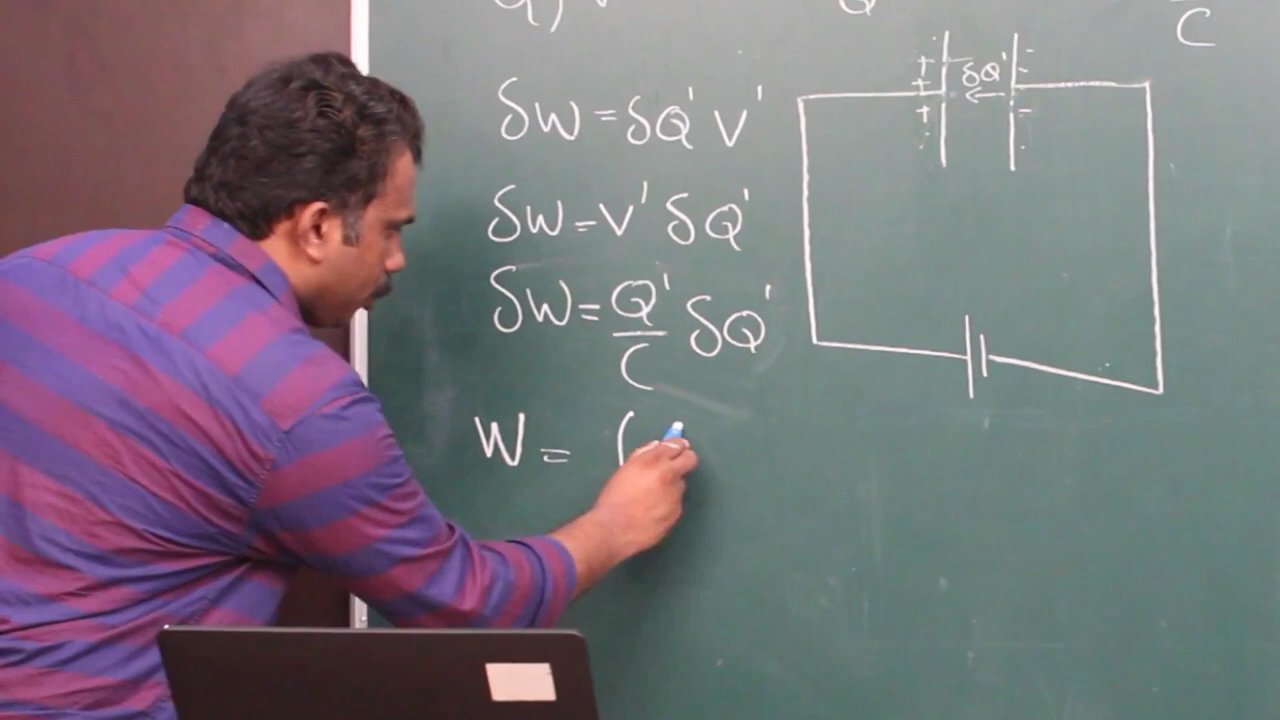 Q
C
δW = δQ' V'
δW = V' δQ'
δW = Q'/C δQ'
W = (
+ + + δQ' ← - - -